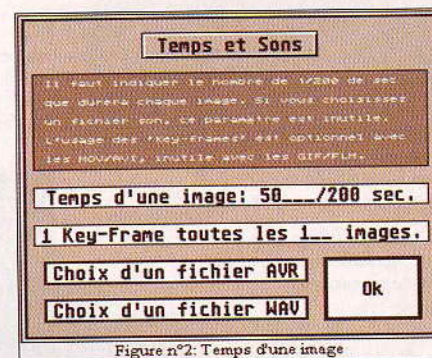 Temps et Sons
Il faut indiquer le nombre de 1/200 de sec
que durera chaque image. Si vous choisissez
un fichier son, ce paramètre est inutile.
L'usage des "Key-frames" est optionnel avec
les MOV/AVI, inutile avec les GIF/FLM.
Temps d'une image: 50___/200 sec.
1 Key-Frame toutes les 1__ images.
Choix d'un fichier AVR
Choix d'un fichier WAV
Ok
Figure n°2: Temps d'une image